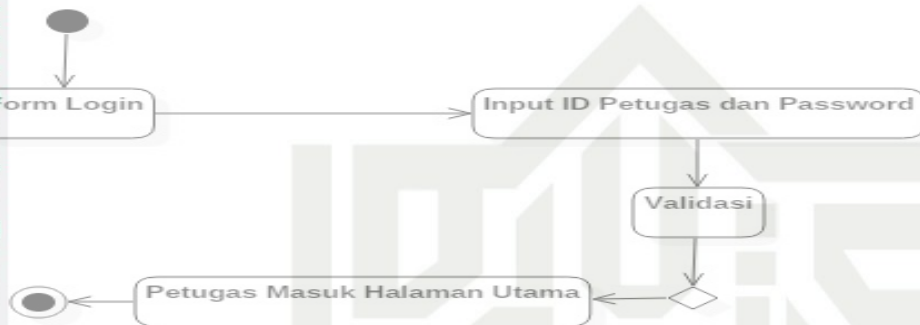 Form Login
Input ID Petugas dan Password
Validasi
Petugas Masuk Halaman Utama